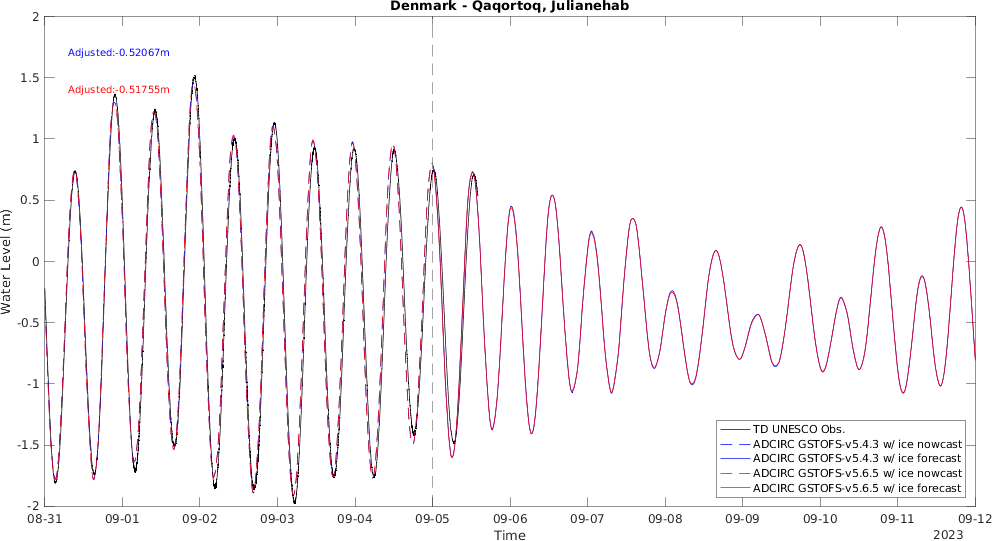 Denmark - Qaqortoq, Julianehab
2
Adjusted:-0.52067m
1.5
Adjusted:-0.51755m
1
0.5
0
-0.5
-1
-1.5
-2
Water Level (m)
TD UNESCO Obs.
ADCIRC GSTOFS-v5.4.3 w/ ice nowcast
ADCIRC GSTOFS-v5.4.3 w/ ice forecast
ADCIRC GSTOFS-v5.6.5 w/ ice nowcast
ADCIRC GSTOFS-v5.6.5 w/ ice forecast
08-31 09-01 09-02 09-03 09-04 09-05 09-06 09-07 09-08 09-09 09-10 09-11 09-12
Time
2023